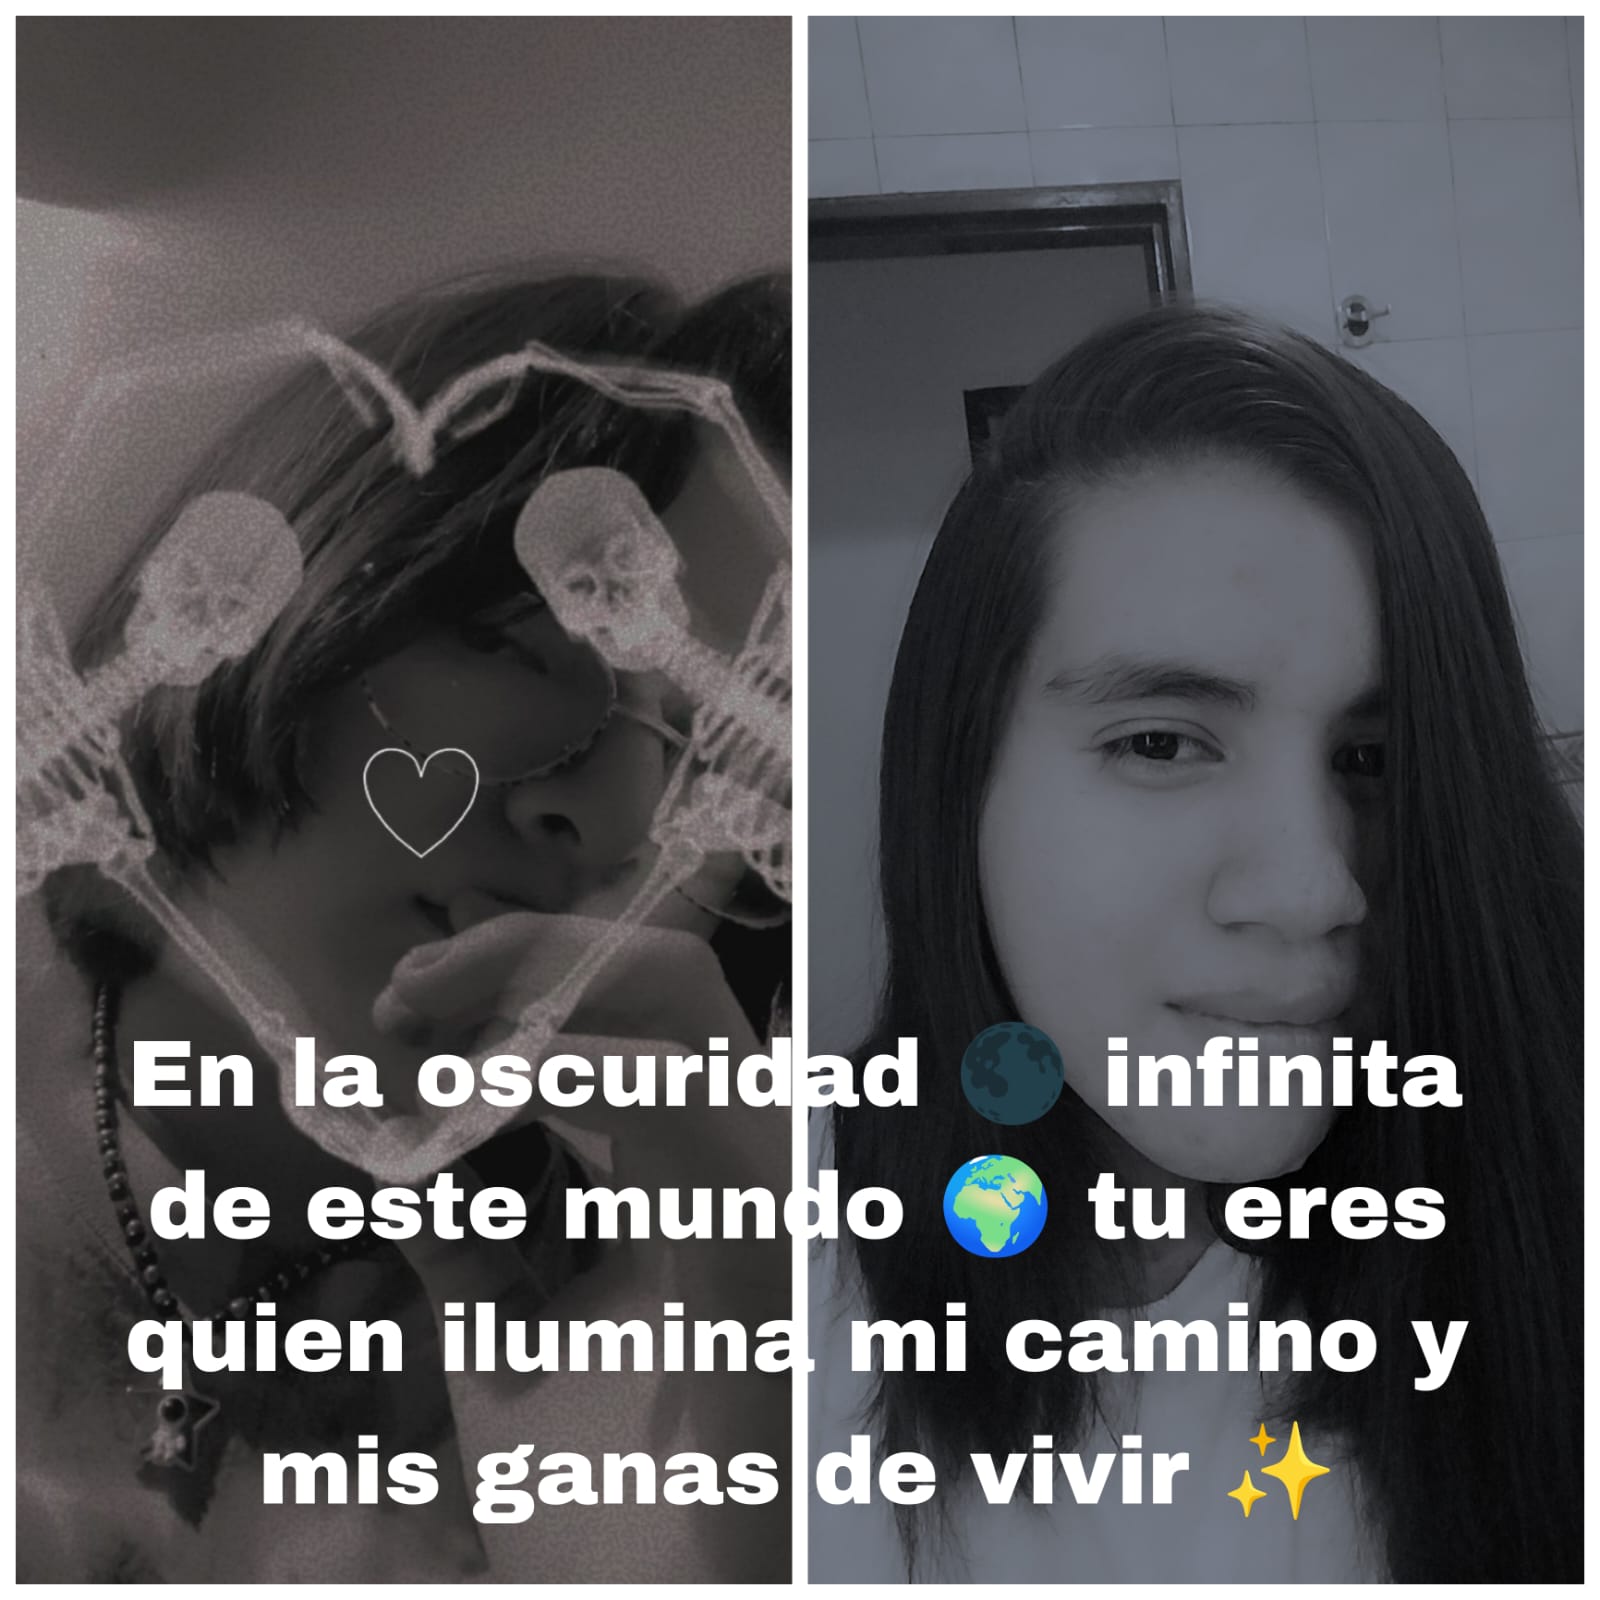 En la oscuridad 🌑 infinita
de este mundo 🌍 tu eres
quien ilumina mi camino y
mis ganas de vivir ✨